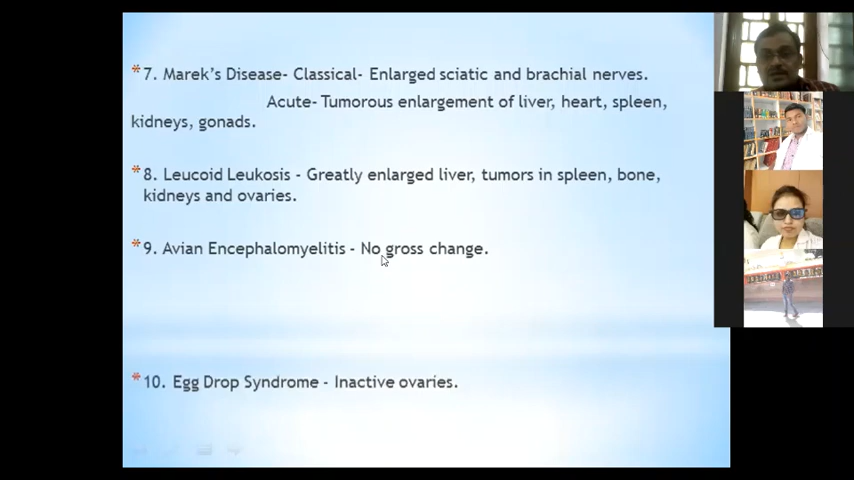 *7. Marek's Disease- Classical- Enlarged sciatic and brachial nerves.
Acute- Tumorous enlargement of liver, heart, spleen,
kidneys, gonads.
*8. Leucoid Leukosis - Greatly enlarged liver, tumors in spleen, bone,
kidneys and ovaries.
*9. Avian Encephalomyelitis - No gross change.
*10. Egg Drop Syndrome - Inactive ovaries.